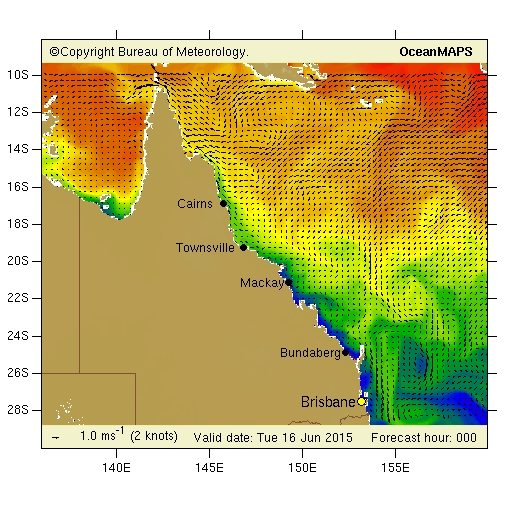 ©Copyright Bureau of Meteorology. OceanMAPS
10S
12S
14S
16S
Cairns
18S
Townsville
20S
Mackay
22S
24S
Bundaberg
26S
Brisbane
28S
→ 1.0 ms⁻¹ (2 knots) Valid date: Tue 16 Jun 2015 Forecast hour: 000
140E 145E 150E 155E